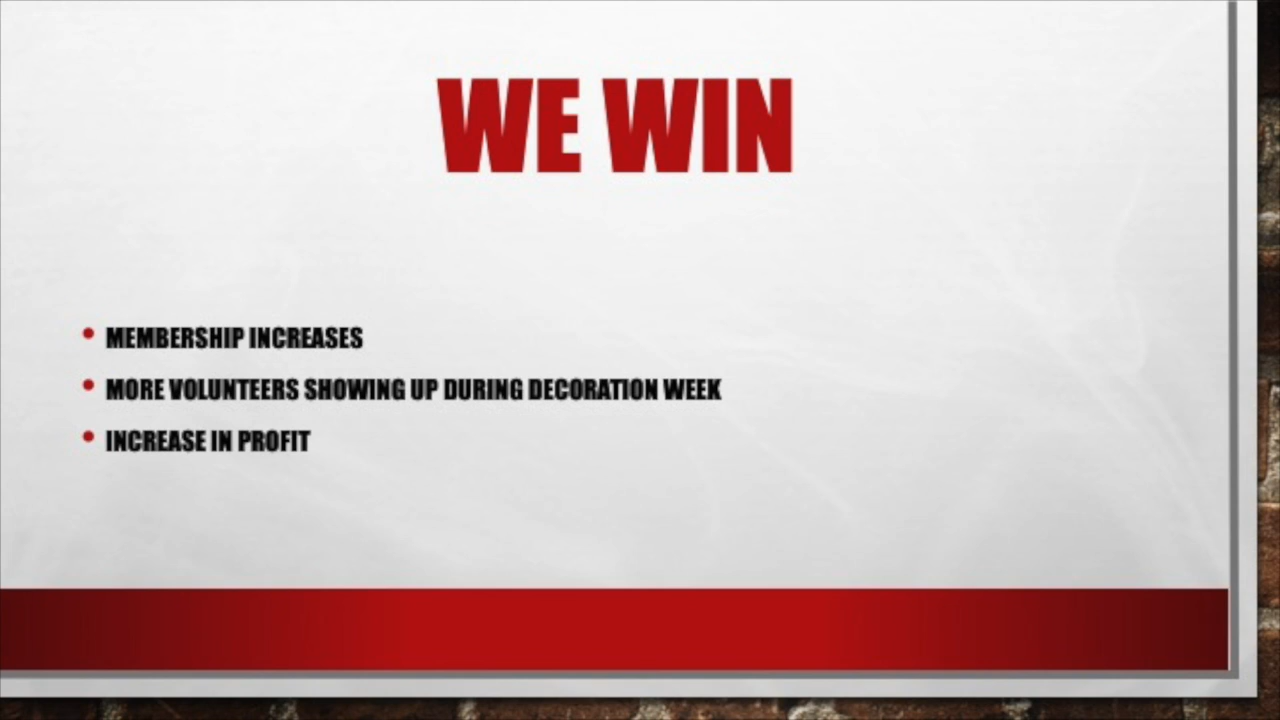 WE WIN
• MEMBERSHIP INCREASES
• MORE VOLUNTEERS SHOWING UP DURING DECORATION WEEK
• INCREASE IN PROFIT